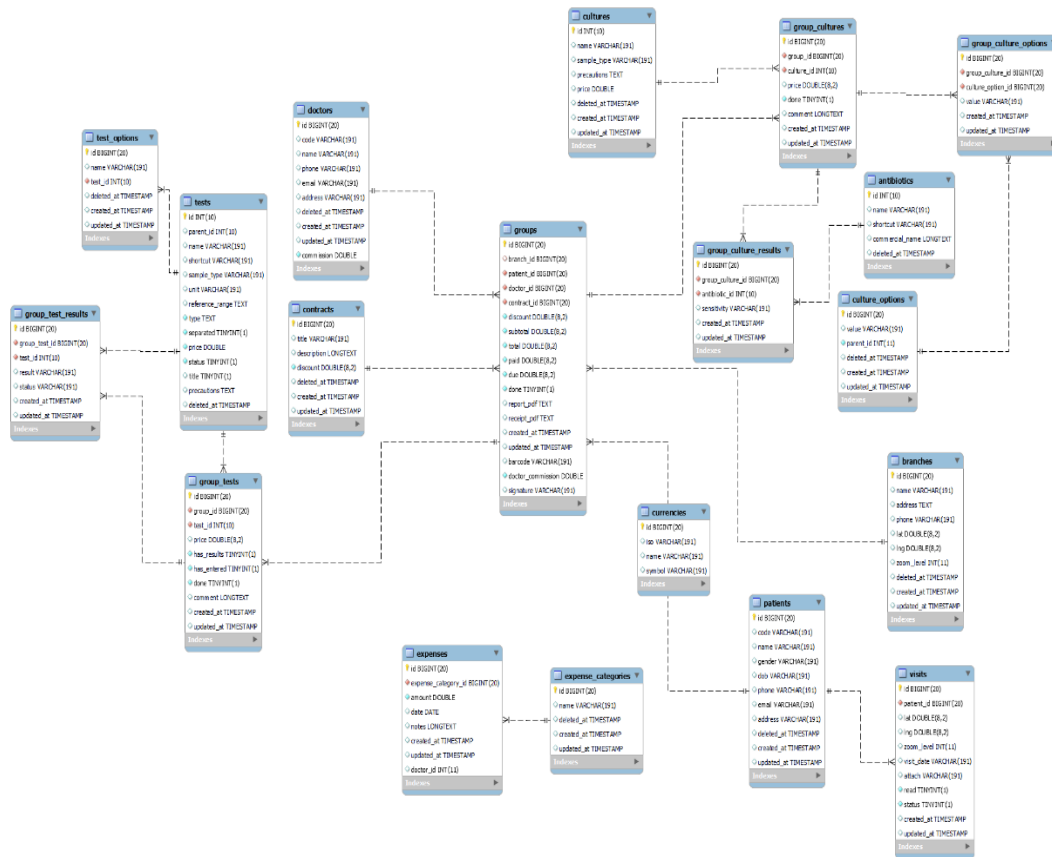 cultures
id INT(10)
name VARCHAR(191)
sample_type VARCHAR(191)
precautions TEXT
price DOUBLE
deleted_at TIMESTAMP
created_at TIMESTAMP
updated_at TIMESTAMP
Indexes
group_cultures
id BIGINT(20)
group_id BIGINT(20)
culture_id INT(10)
price DOUBLE(8,2)
done TINYINT(1)
comment LONGTEXT
created_at TIMESTAMP
updated_at TIMESTAMP
Indexes
group_culture_options
id BIGINT(20)
group_culture_id BIGINT(20)
culture_option_id BIGINT(20)
value VARCHAR(191)
created_at TIMESTAMP
updated_at TIMESTAMP
Indexes
doctors
id BIGINT(20)
code VARCHAR(191)
name VARCHAR(191)
phone VARCHAR(191)
email VARCHAR(191)
address VARCHAR(191)
deleted_at TIMESTAMP
created_at TIMESTAMP
updated_at TIMESTAMP
commission DOUBLE
Indexes
test_options
id BIGINT(20)
name VARCHAR(191)
test_id INT(10)
deleted_at TIMESTAMP
created_at TIMESTAMP
updated_at TIMESTAMP
Indexes
tests
id INT(10)
parent_id INT(10)
name VARCHAR(191)
shortcut VARCHAR(191)
sample_type VARCHAR(191)
unit VARCHAR(191)
reference_range TEXT
type TEXT
separated TINYINT(1)
price DOUBLE
status TINYINT(1)
title TINYINT(1)
precautions TEXT
deleted_at TIMESTAMP
Indexes
antibiotics
id INT(10)
name VARCHAR(191)
shortcut VARCHAR(191)
commercial_name LONGTEXT
deleted_at TIMESTAMP
Indexes
groups
id BIGINT(20)
branch_id BIGINT(20)
patient_id BIGINT(20)
doctor_id BIGINT(20)
contract_id BIGINT(20)
discount DOUBLE(8,2)
subtotal DOUBLE(8,2)
total DOUBLE(8,2)
paid DOUBLE(8,2)
due DOUBLE(8,2)
done TINYINT(1)
report_pdf TEXT
receipt_pdf TEXT
created_at TIMESTAMP
updated_at TIMESTAMP
barcode VARCHAR(191)
doctor_commission DOUBLE
signature VARCHAR(191)
Indexes
group_culture_results
id BIGINT(20)
group_culture_id BIGINT(20)
antibiotic_id INT(10)
sensitivity VARCHAR(191)
created_at TIMESTAMP
updated_at TIMESTAMP
Indexes
culture_options
id BIGINT(20)
value VARCHAR(191)
parent_id INT(11)
deleted_at TIMESTAMP
created_at TIMESTAMP
updated_at TIMESTAMP
Indexes
group_test_results
id BIGINT(20)
group_test_id BIGINT(20)
test_id INT(10)
result VARCHAR(191)
status VARCHAR(191)
created_at TIMESTAMP
updated_at TIMESTAMP
Indexes
contracts
id BIGINT(20)
title VARCHAR(191)
description LONGTEXT
discount DOUBLE(8,2)
deleted_at TIMESTAMP
created_at TIMESTAMP
updated_at TIMESTAMP
Indexes
group_tests
id BIGINT(20)
group_id BIGINT(20)
test_id INT(10)
price DOUBLE(8,2)
has_results TINYINT(1)
has_entered TINYINT(1)
done TINYINT(1)
comment LONGTEXT
created_at TIMESTAMP
updated_at TIMESTAMP
Indexes
branches
id BIGINT(20)
name VARCHAR(191)
address TEXT
phone VARCHAR(191)
lat DOUBLE(8,2)
lng DOUBLE(8,2)
zoom_level INT(11)
deleted_at TIMESTAMP
created_at TIMESTAMP
updated_at TIMESTAMP
Indexes
currencies
id BIGINT(20)
iso VARCHAR(191)
name VARCHAR(191)
symbol VARCHAR(191)
Indexes
patients
id BIGINT(20)
code VARCHAR(191)
name VARCHAR(191)
gender VARCHAR(191)
dob VARCHAR(191)
phone VARCHAR(191)
email VARCHAR(191)
address VARCHAR(191)
deleted_at TIMESTAMP
created_at TIMESTAMP
updated_at TIMESTAMP
Indexes
expenses
id BIGINT(20)
expense_category_id BIGINT(20)
amount DOUBLE
date DATE
notes LONGTEXT
created_at TIMESTAMP
updated_at TIMESTAMP
doctor_id INT(11)
Indexes
expense_categories
id BIGINT(20)
name VARCHAR(191)
deleted_at TIMESTAMP
created_at TIMESTAMP
updated_at TIMESTAMP
Indexes
visits
id BIGINT(20)
patient_id BIGINT(20)
lat DOUBLE(8,2)
lng DOUBLE(8,2)
zoom_level INT(11)
visit_date VARCHAR(191)
attach VARCHAR(191)
read TINYINT(1)
status TINYINT(1)
created_at TIMESTAMP
updated_at TIMESTAMP
Indexes